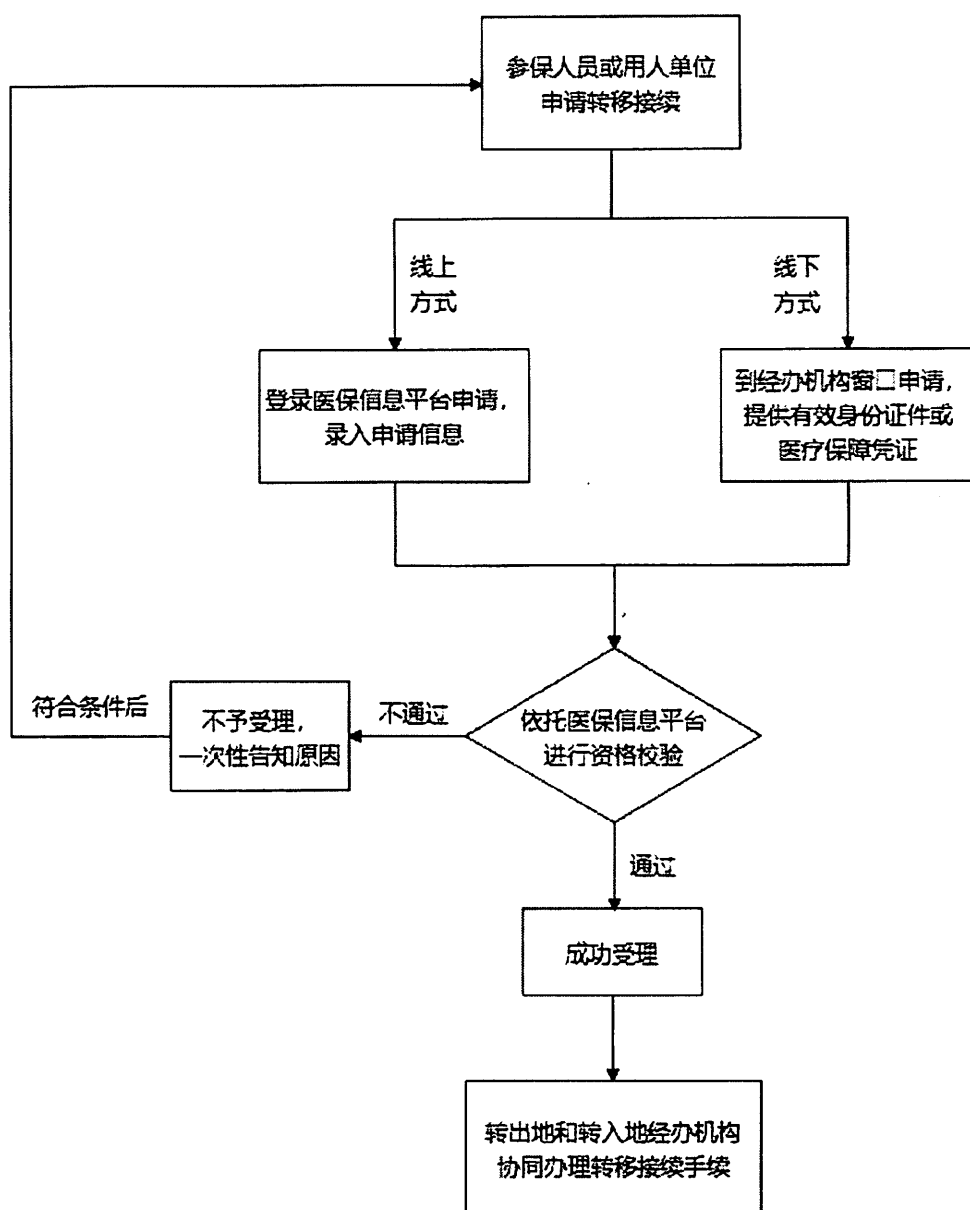 参保人员或用人单位
申请转移接续
线上
方式
线下
方式
登录医保信息平台申请，
录入申请信息
到经办机构窗口申请，
提供有效身份证件或
医疗保障凭证
符合条件后
不予受理，
一次性告知原因
不通过
依托医保信息平台
进行资格校验
通过
成功受理
转出地和转入地经办机构
协同办理转移接续手续